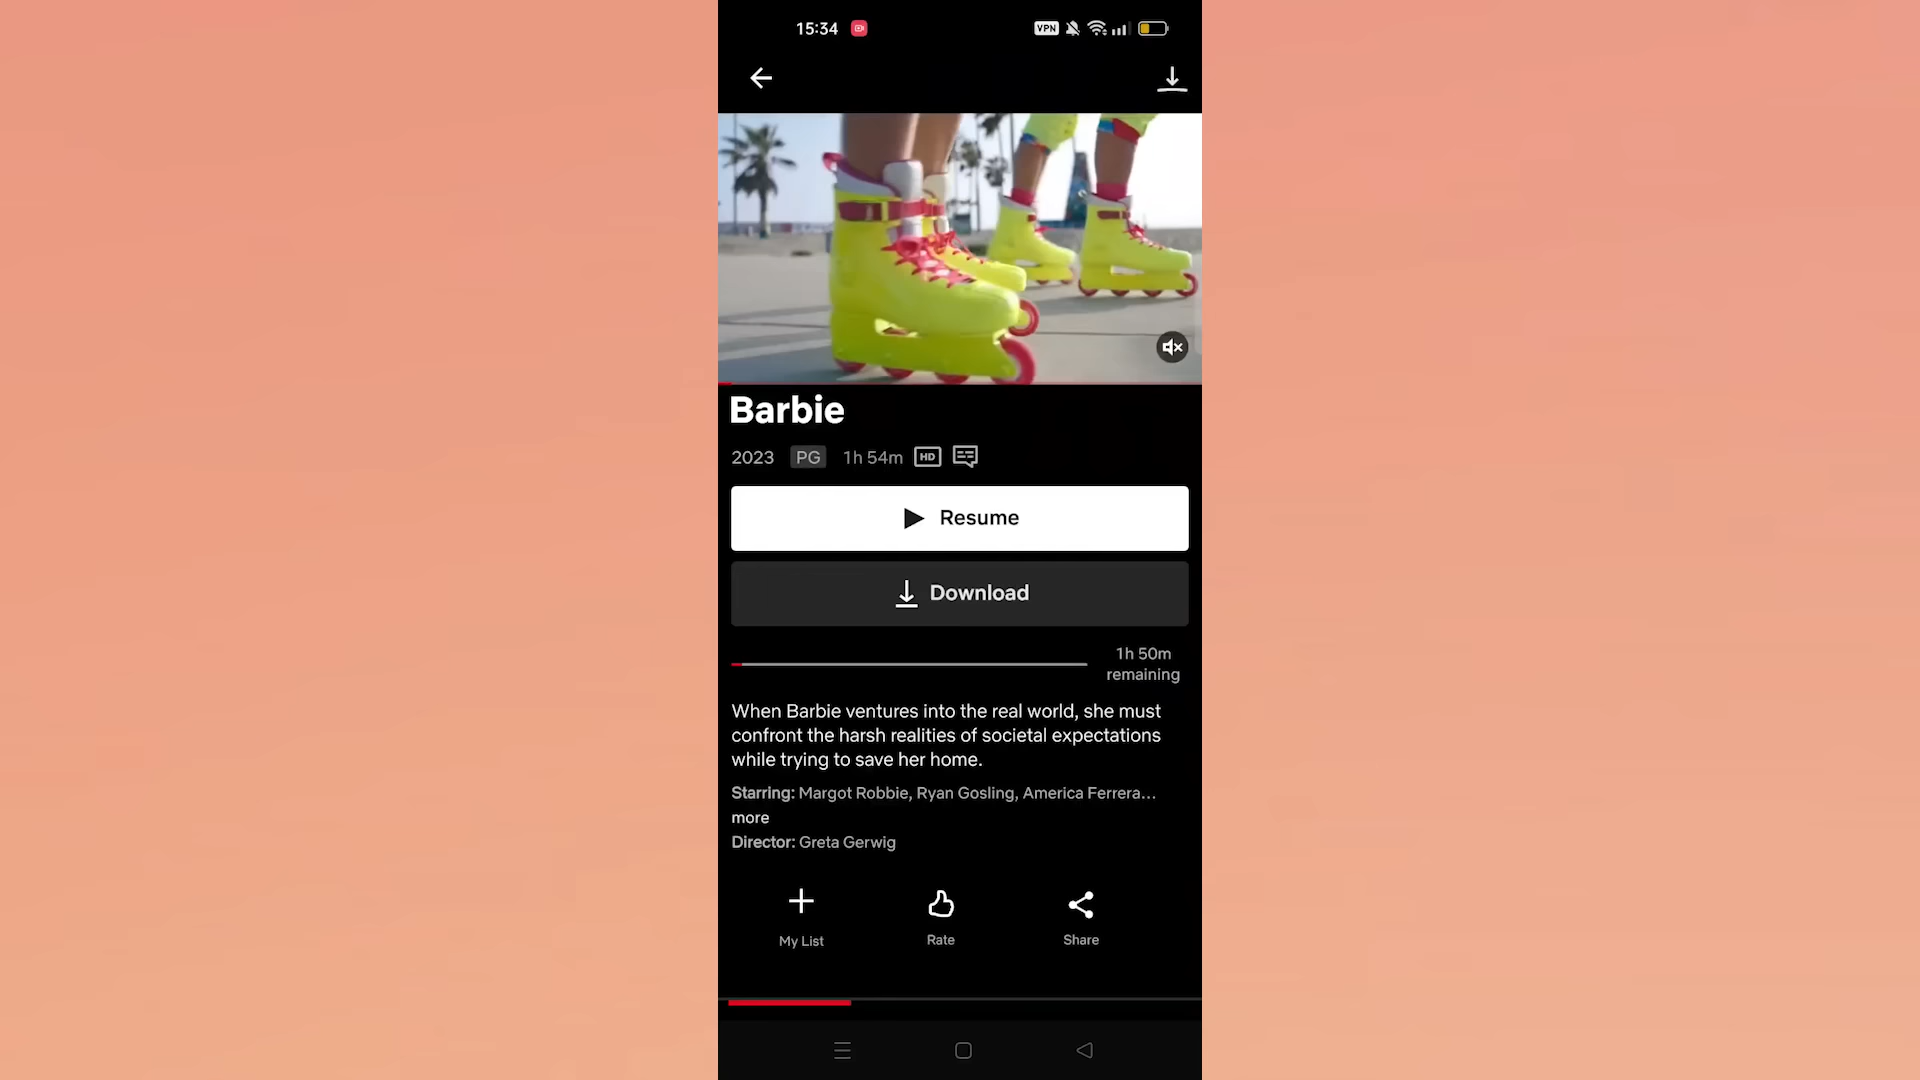 15:34
VPN
Barbie
2023 PG 1h 54m HD
Resume
Download
1h 50m
remaining
When Barbie ventures into the real world, she must
confront the harsh realities of societal expectations
while trying to save her home.
Starring: Margot Robbie, Ryan Gosling, America Ferrera...
more
Director: Greta Gerwig
My List Rate Share